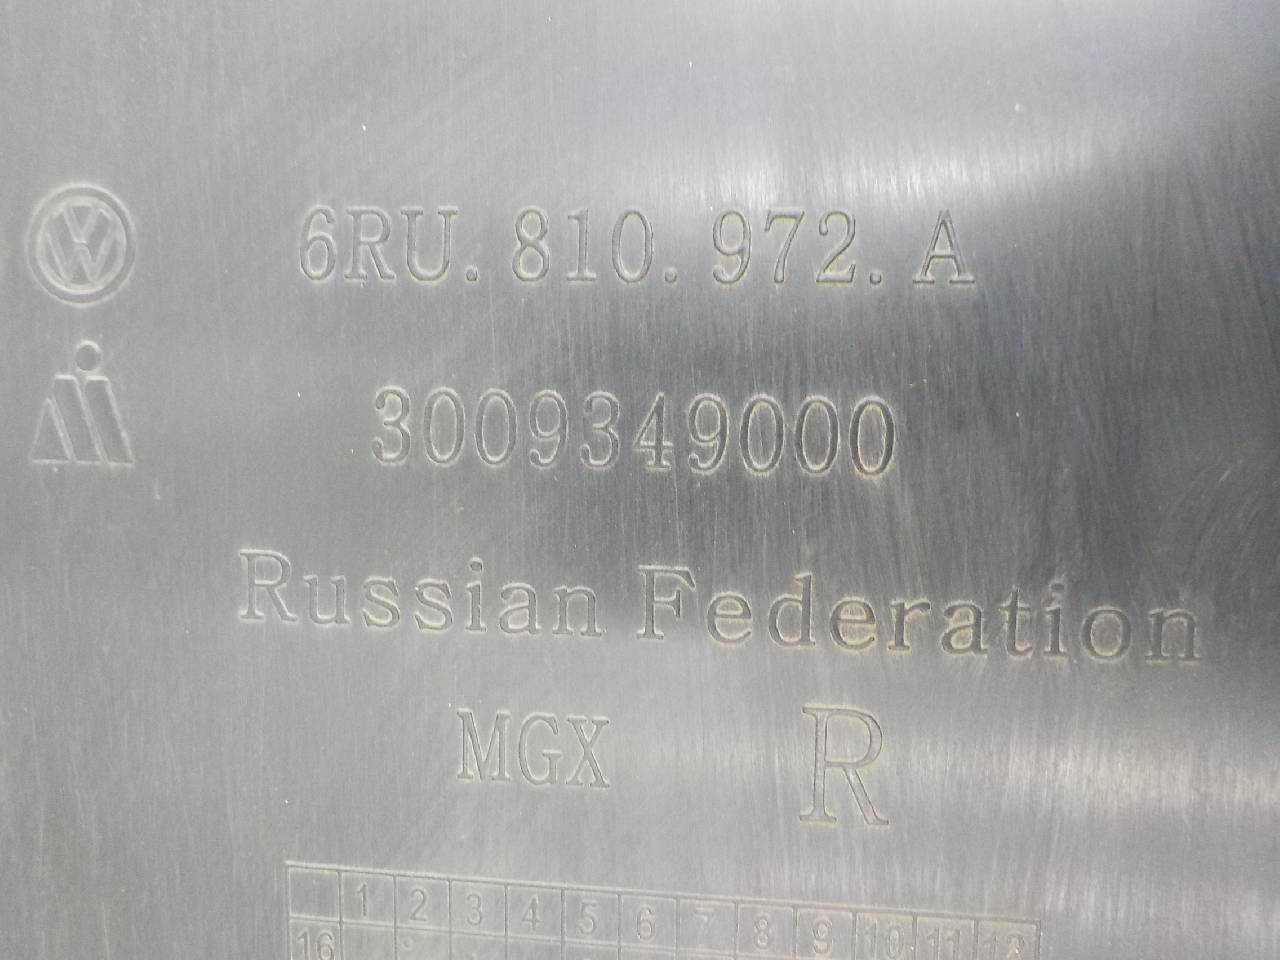 6RU.810.972.A
3009349000
Russian Federation
MGX R
1 2 3 4 5 6 7 8 9 10 11 12
16